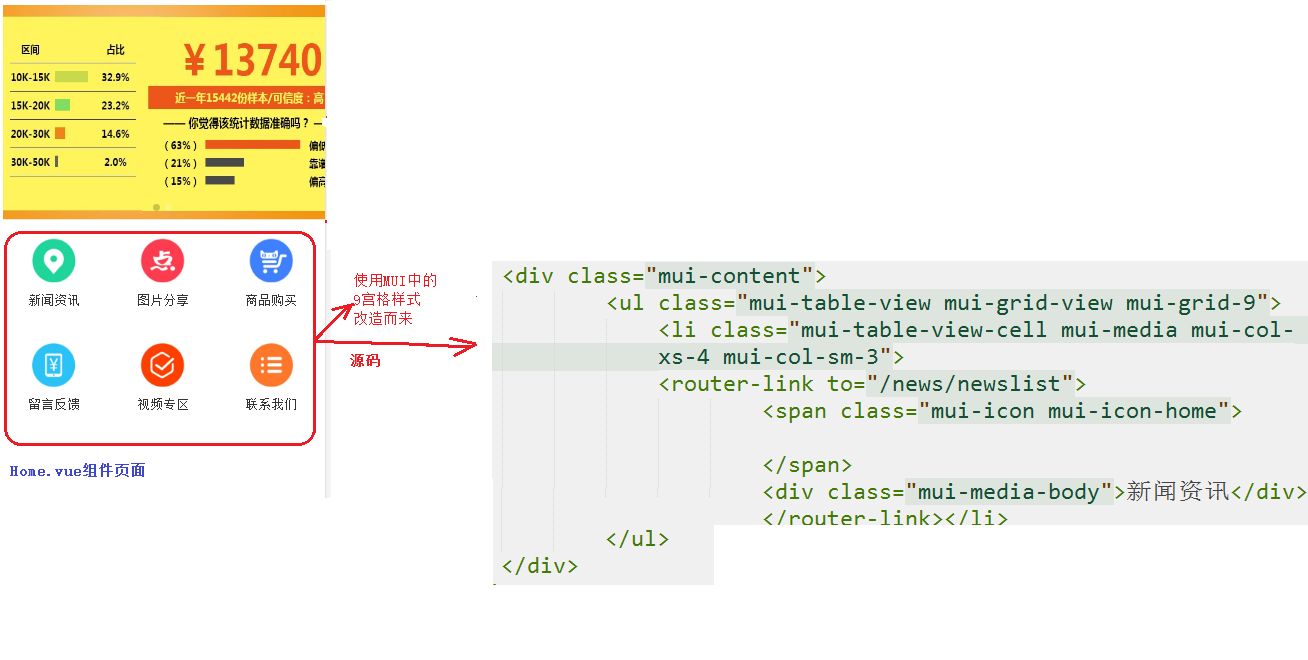 区间 占比
10K-15K 32.9%
15K-20K 23.2%
20K-30K 14.6%
30K-50K 2.0%
¥13740
近一年15442份样本/可信度：高
—— 你觉得该统计数据准确吗？ —
(63%) 偏低
(21%) 靠谱
(15%) 偏高
新闻资讯 图片分享 商品购买
留言反馈 视频专区 联系我们
Home.vue组件页面
使用MUI中的
9宫格样式
改造而来
源码
<div class="mui-content">
<ul class="mui-table-view mui-grid-view mui-grid-9">
<li class="mui-table-view-cell mui-media mui-col-
xs-4 mui-col-sm-3">
<router-link to="/news/newslist">
<span class="mui-icon mui-icon-home">
</span>
<div class="mui-media-body">新闻资讯</div>
</router-link></li>
</ul>
</div>